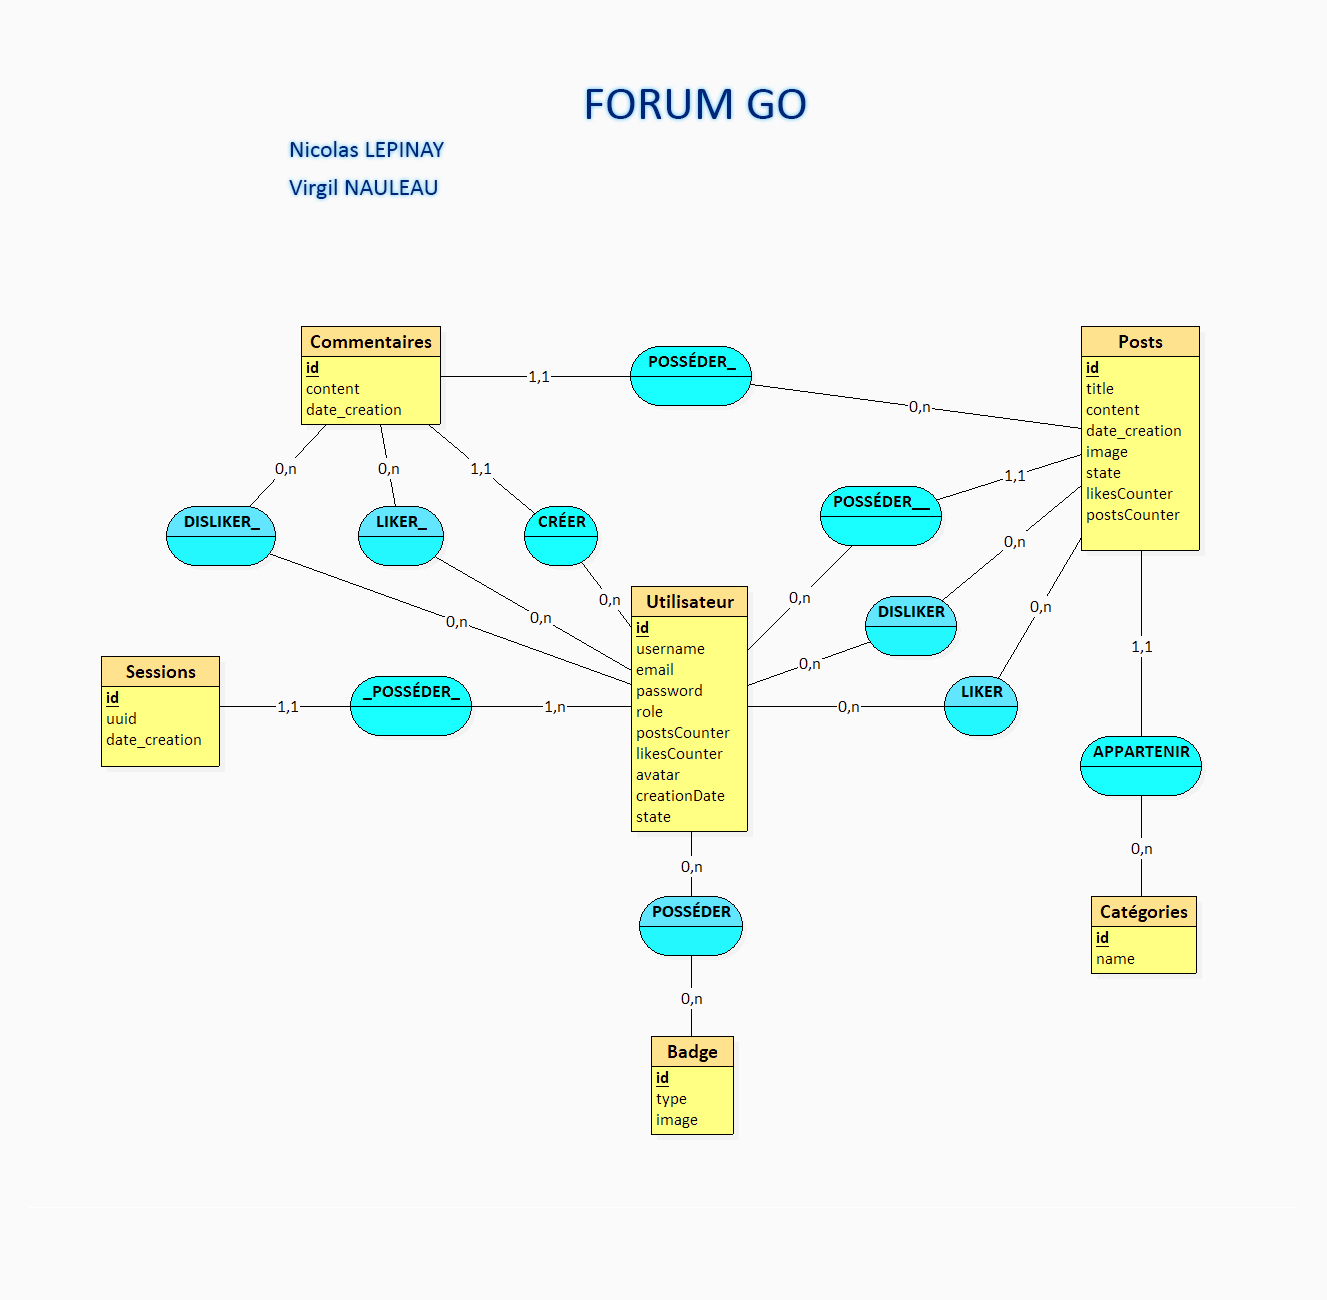 FORUM GO
Nicolas LEPINAY
Virgil NAULEAU
Commentaires
id
content
date_creation
1,1
POSSÉDER_
0,n
Posts
id
title
content
date_creation
image
state
likesCounter
postsCounter
0,n
0,n
1,1
DISLIKER_
LIKER_
CRÉER
0,n
0,n
0,n
1,1
POSSÉDER__
0,n
0,n
DISLIKER
0,n
0,n
LIKER
0,n
Utilisateur
id
username
email
password
role
postsCounter
likesCounter
avatar
creationDate
state
Sessions
id
uuid
date_creation
1,1
_POSSÉDER_
1,n
1,1
APPARTENIR
0,n
Catégories
id
name
0,n
POSSÉDER
0,n
Badge
id
type
image